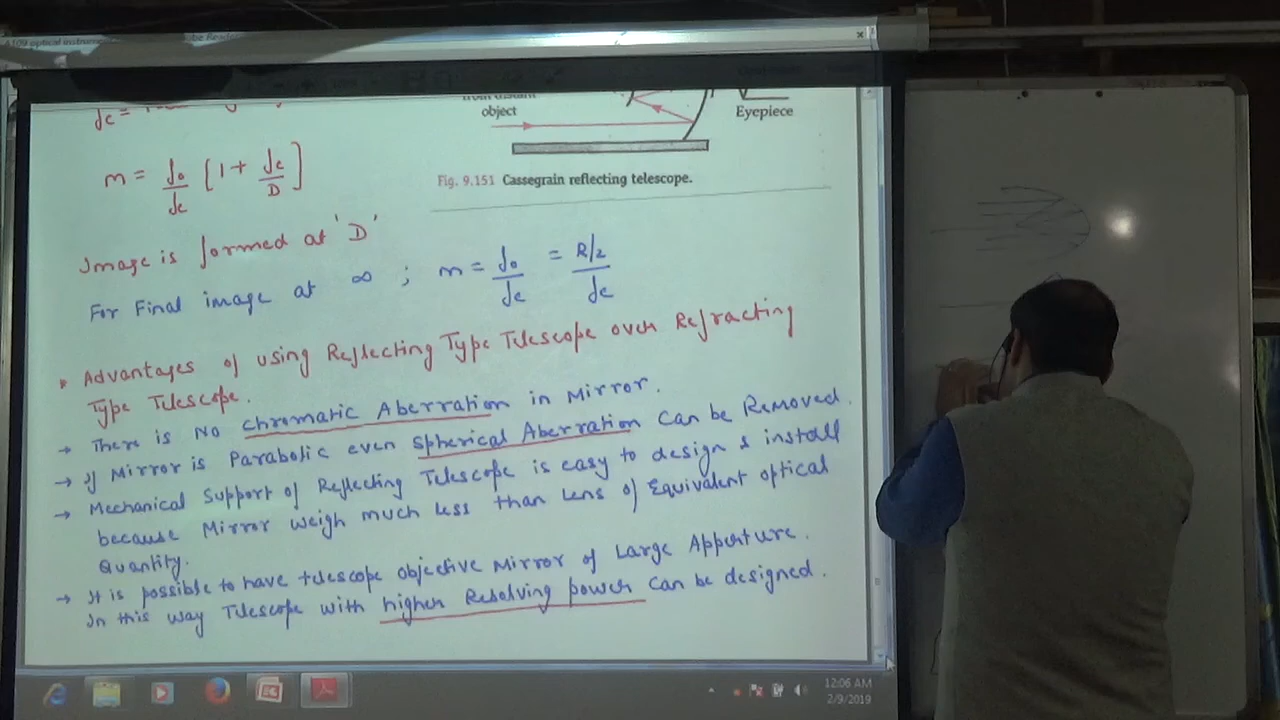 object
Eyepiece
m = fo/fe [1 + fe/D]
Fig. 9.151 Cassegrain reflecting telescope.
Image is formed at 'D'
For Final image at ∞ ; m = fo/fe = R/2/fe
* Advantages of using Reflecting Type Telescope over Refracting
Type Telescope.
→ There is No chromatic Aberration in Mirror.
→ If Mirror is Parabolic even Spherical Aberration Can be Removed.
→ Mechanical Support of Reflecting Telescope is easy to design & install
because Mirror weigh much less than Lens of Equivalent optical
Quantity.
→ It is possible to have telescope objective Mirror of Large Apperture.
In this way Telescope with higher Resolving power Can be designed.
12:06 AM
2/9/2019